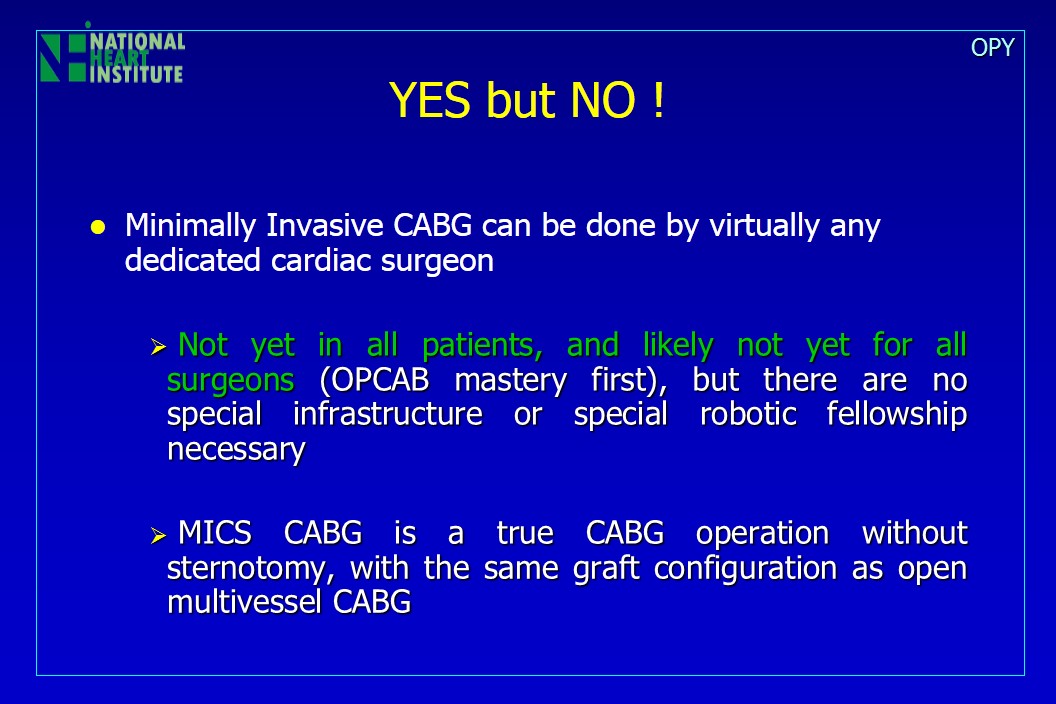 NATIONAL
HEART
INSTITUTE
OPY
YES but NO !
Minimally Invasive CABG can be done by virtually any
dedicated cardiac surgeon
Not yet in all patients, and likely not yet for all
surgeons (OPCAB mastery first), but there are no
special infrastructure or special robotic fellowship
necessary
MICS CABG is a true CABG operation without
sternotomy, with the same graft configuration as open
multivessel CABG